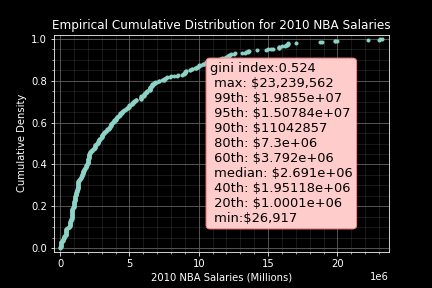 Empirical Cumulative Distribution for 2010 NBA Salaries
1.0
0.8
0.6
0.4
0.2
0.0
Cumulative Density
gini index:0.524
max: $23,239,562
99th: $1.9855e+07
95th: $1.50784e+07
90th: $11042857
80th: $7.3e+06
60th: $3.792e+06
median: $2.691e+06
40th: $1.95118e+06
20th: $1.0001e+06
min:$26,917
0 5 10 15 20
1e6
2010 NBA Salaries (Millions)